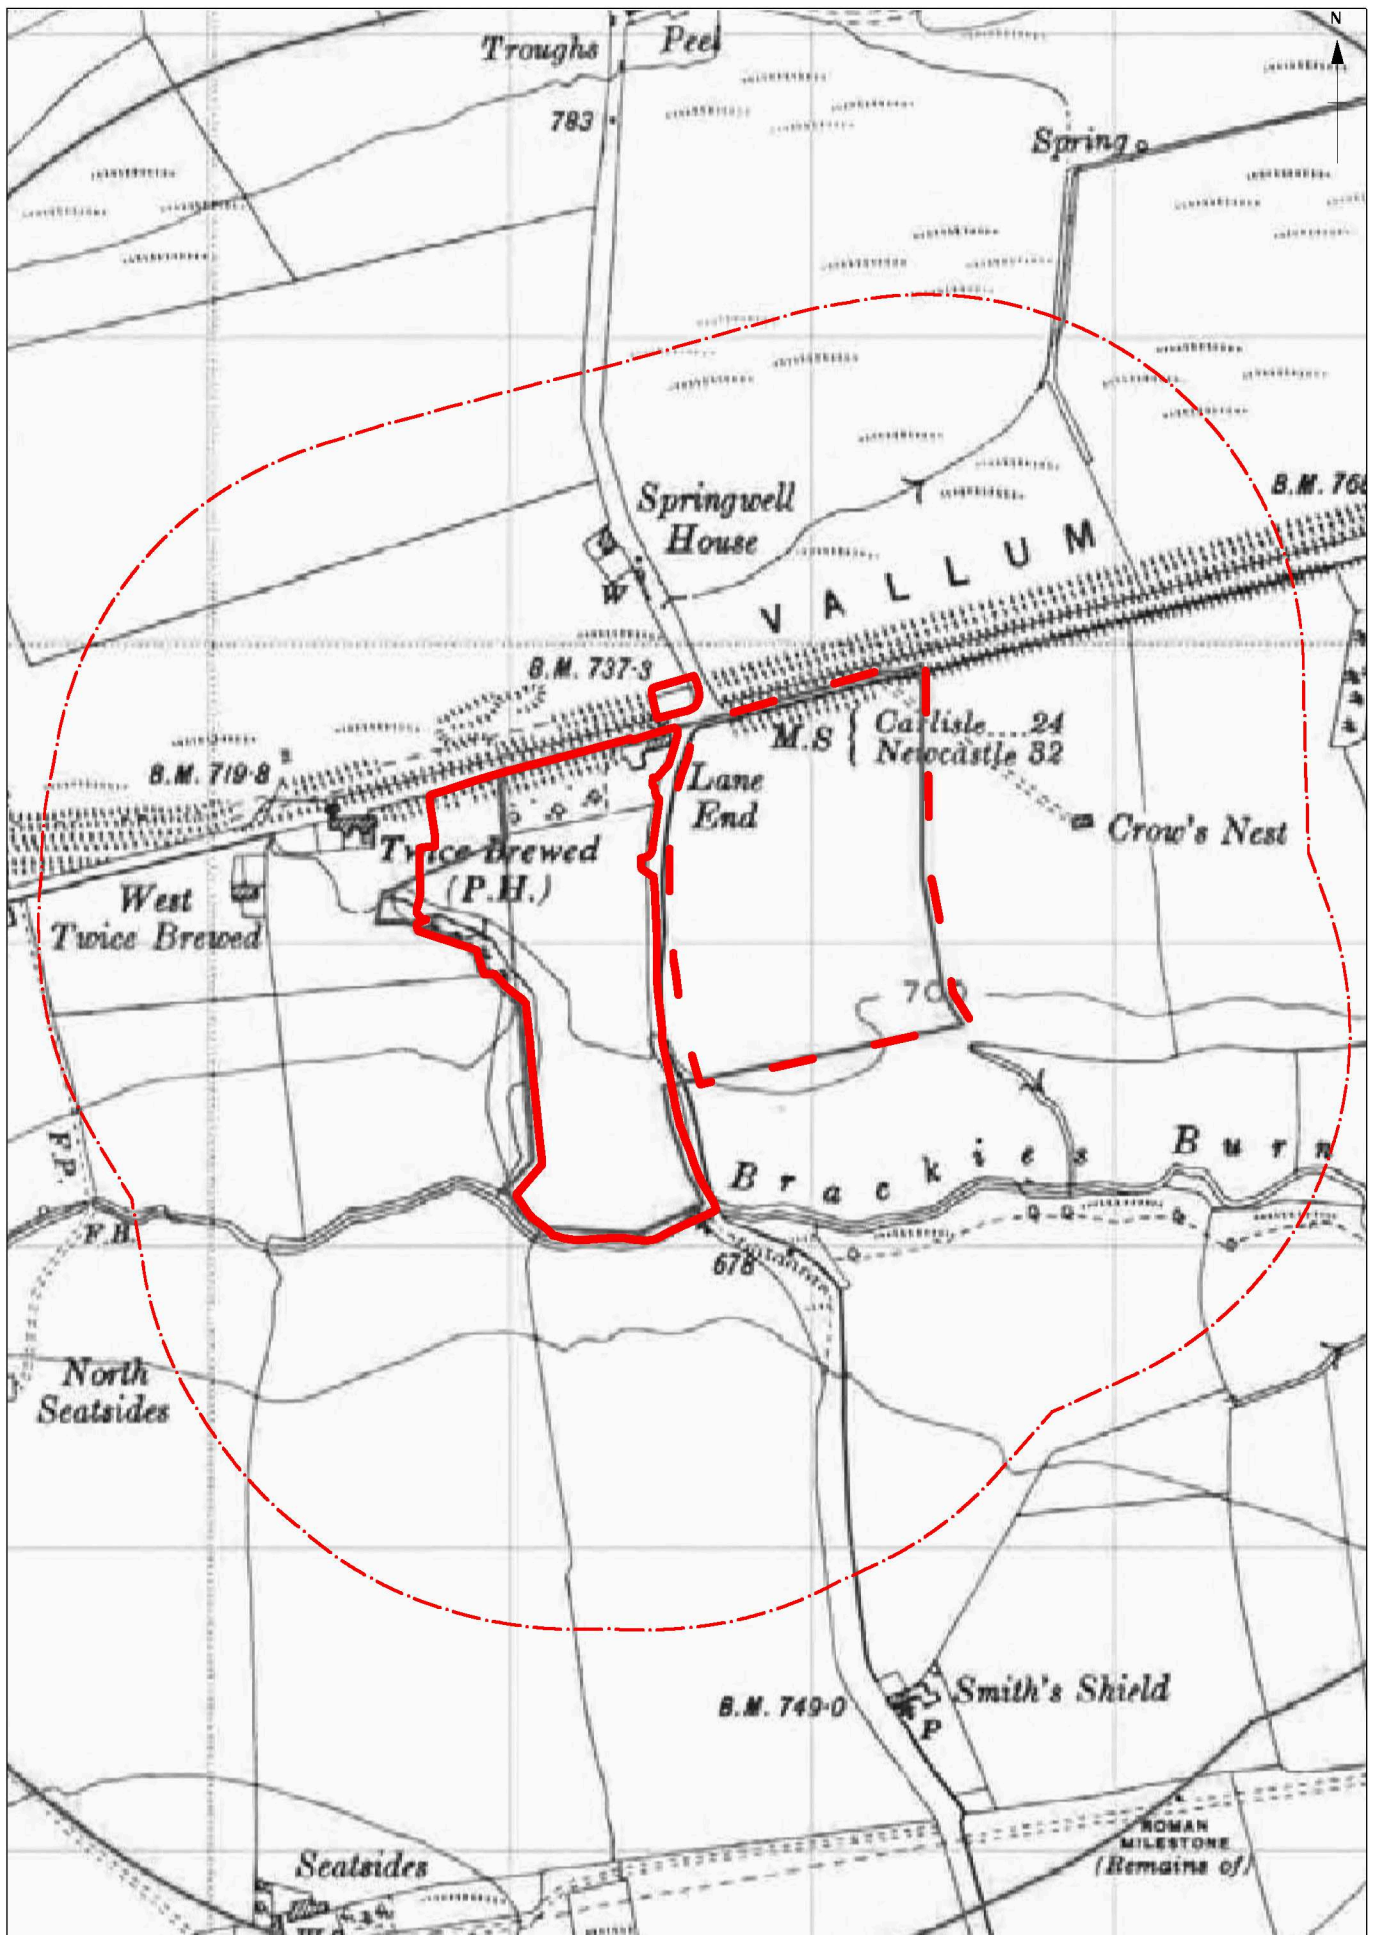 N
Troughs
Peel
783
Spring
B.M. 768
Springwell
House
W
VALLUM
B.M. 737·3
M.S { Carlisle.....24
Newcastle 32
B.M. 719·8
Lane
End
Crow's Nest
Twice Brewed
(P.H.)
West
Twice Brewed
700
F.P.
Brackies Burn
F.B.
678
North
Seatsides
Smith's Shield
B.M. 749·0
P
ROMAN
MILESTONE
(Remains of)
Seatsides